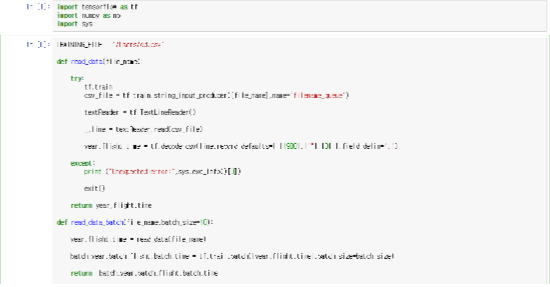 In [1]: import tensorflow as tf
import numpy as np
import sys
In [1]: TRAINING_FILE = '/Users/
def read_data(file_name):
try:
tf.train
csv_file = tf.train.string_input_producer([file_name],name='filename_queue')
textReader = tf.TextLineReader()
_,line = textReader.read(csv_file)
year,flight,time = tf.decode_csv(line,record_defaults=[ [1900],[""],[0] ],field_delim=',')
except:
print ("Unexpected error:",sys.exc_info()[0])
exit()
return year,flight,time
def read_data_batch(file_name,batch_size=10):
year,flight,time = read_data(file_name)
batch_year,batch_flight,batch_time = tf.train.batch([year,flight,time],batch_size=batch_size)
return batch_year,batch_flight,batch_time